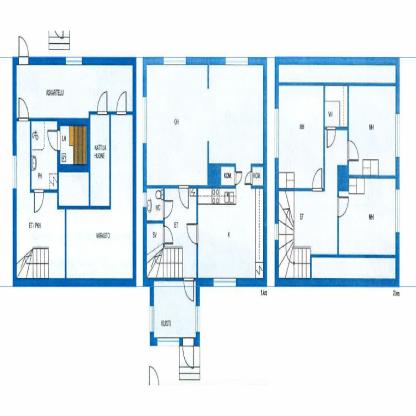 ASKARTELU
LH
KATTILA
HUONE
PH
ET/PKH
VARASTO
OH
KOM.
KOM.
WC
ET
SV
K
KUISTI
1.krs
MH
VH
MH
ET
MH
2.krs